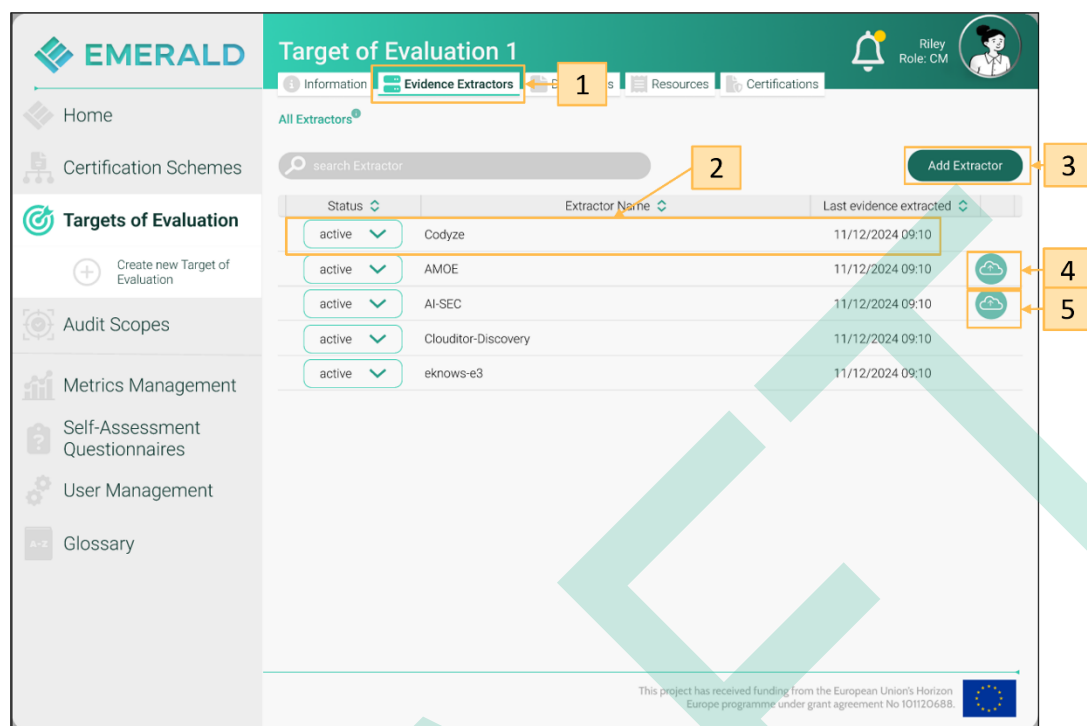 EMERALD
Target of Evaluation 1
Riley
Role: CM
Information
Evidence Extractors
1
s
Resources
Certifications
Home
Certification Schemes
Targets of Evaluation
Create new Target of
Evaluation
Audit Scopes
Metrics Management
Self-Assessment
Questionnaires
User Management
A-Z
Glossary
All Extractors
search Extractor
2
Add Extractor
3
Status
Extractor Name
Last evidence extracted
active
Codyze
11/12/2024 09:10
active
AMOE
11/12/2024 09:10
4
active
AI-SEC
11/12/2024 09:10
5
active
Clouditor-Discovery
11/12/2024 09:10
active
eknows-e3
11/12/2024 09:10
This project has received funding from the European Union's Horizon
Europe programme under grant agreement No 101120688.